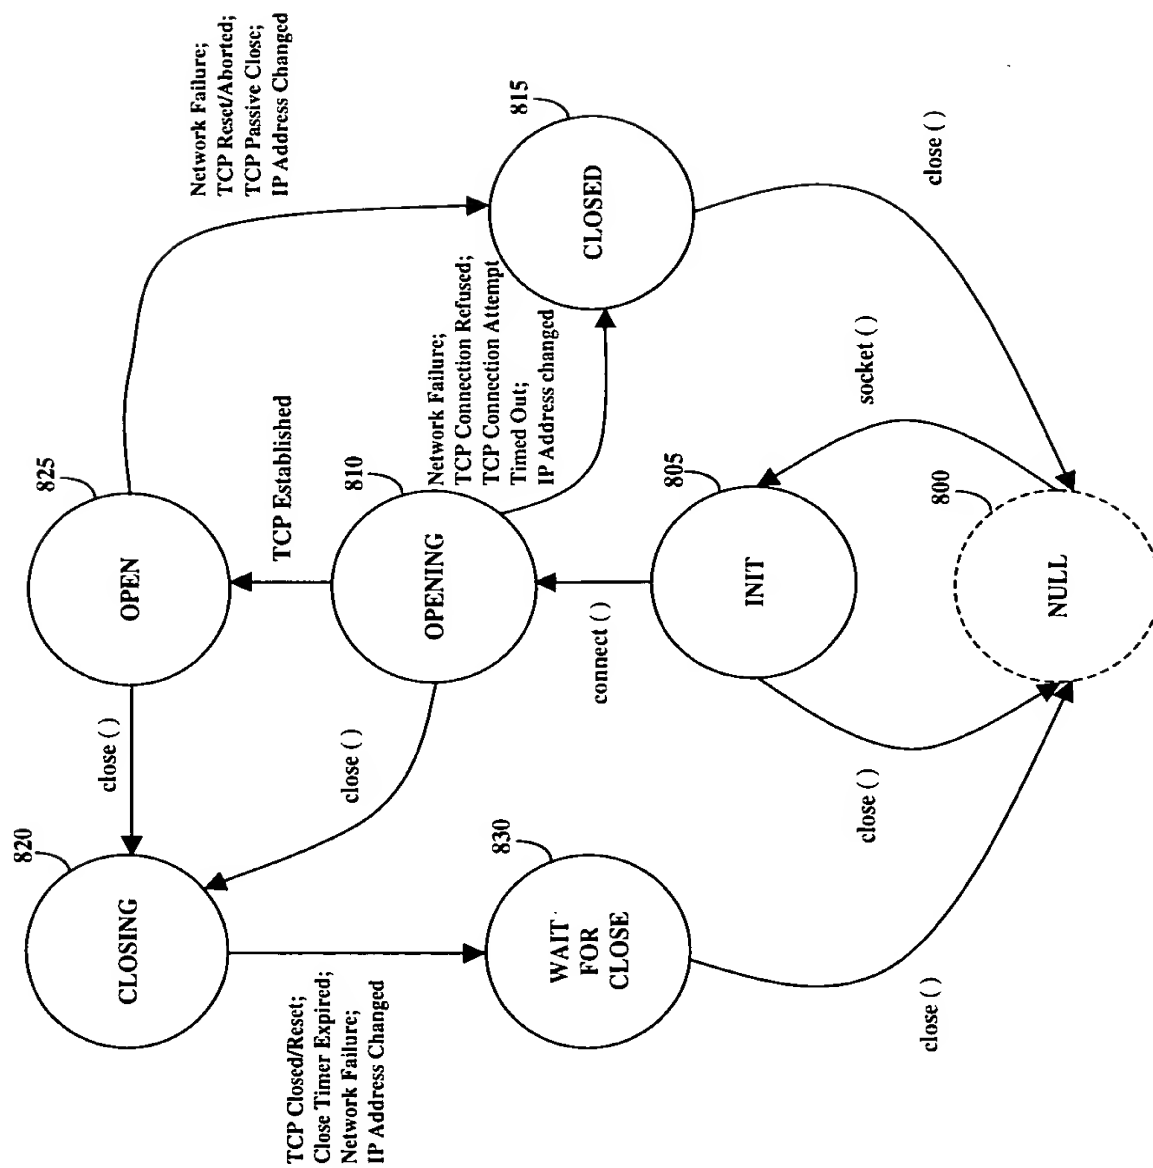 820
CLOSING
TCP Closed/Reset;
Close Timer Expired;
Network Failure;
IP Address Changed
830
WAIT
FOR
CLOSE
close ( )
close ( )
close ( )
close ( )
825
OPEN
TCP Established
810
OPENING
connect ( )
805
INIT
800
NULL
Network Failure;
TCP Reset/Aborted;
TCP Passive Close;
IP Address Changed
Network Failure;
TCP Connection Refused;
TCP Connection Attempt
Timed Out;
IP Address changed
815
CLOSED
socket ( )
close ( )